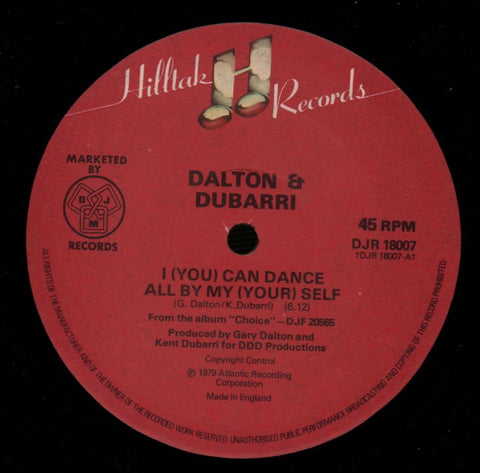 Hilltak Records
MARKETED
BY
DJM
RECORDS
DALTON &
DUBARRI
45 RPM
DJR 18007
1DJR 18007-A1
I (YOU) CAN DANCE
ALL BY MY (YOUR) SELF
(G. Dalton/K. Dubarri) (6.12)
From the album "Choice"—DJF 20565
Produced by Gary Dalton and
Kent Dubarri for DDD Productions
Copyright Control
℗ 1979 Atlantic Recording
Corporation
Made in England
ALL RIGHTS OF THE MANUFACTURER AND OF THE OWNER OF THE RECORDED WORK RESERVED UNAUTHORISED PUBLIC PERFORMANCE BROADCASTING AND COPYING OF THIS RECORD PROHIBITED